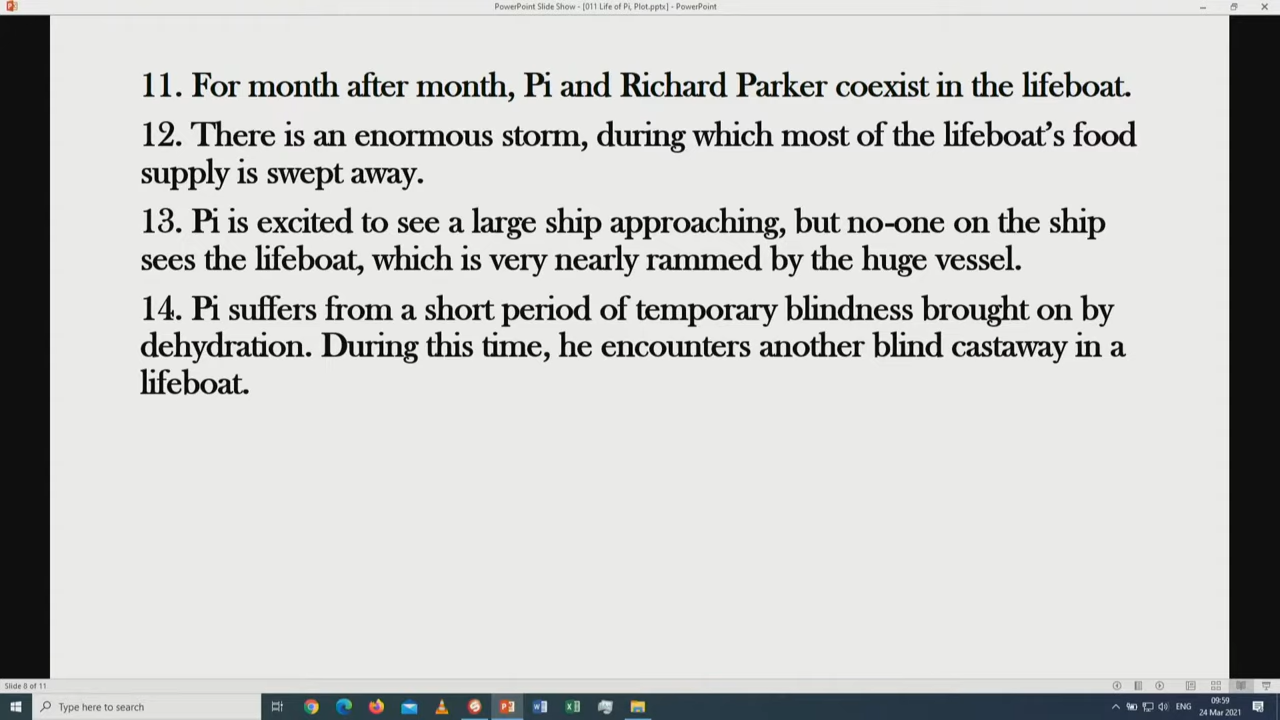 PowerPoint Slide Show - [011 Life of Pi, Plot.pptx] - PowerPoint
11. For month after month, Pi and Richard Parker coexist in the lifeboat.
12. There is an enormous storm, during which most of the lifeboat's food
supply is swept away.
13. Pi is excited to see a large ship approaching, but no-one on the ship
sees the lifeboat, which is very nearly rammed by the huge vessel.
14. Pi suffers from a short period of temporary blindness brought on by
dehydration. During this time, he encounters another blind castaway in a
lifeboat.
Slide 8 of 11
Type here to search
ENG
09:59
24 Mar 2021